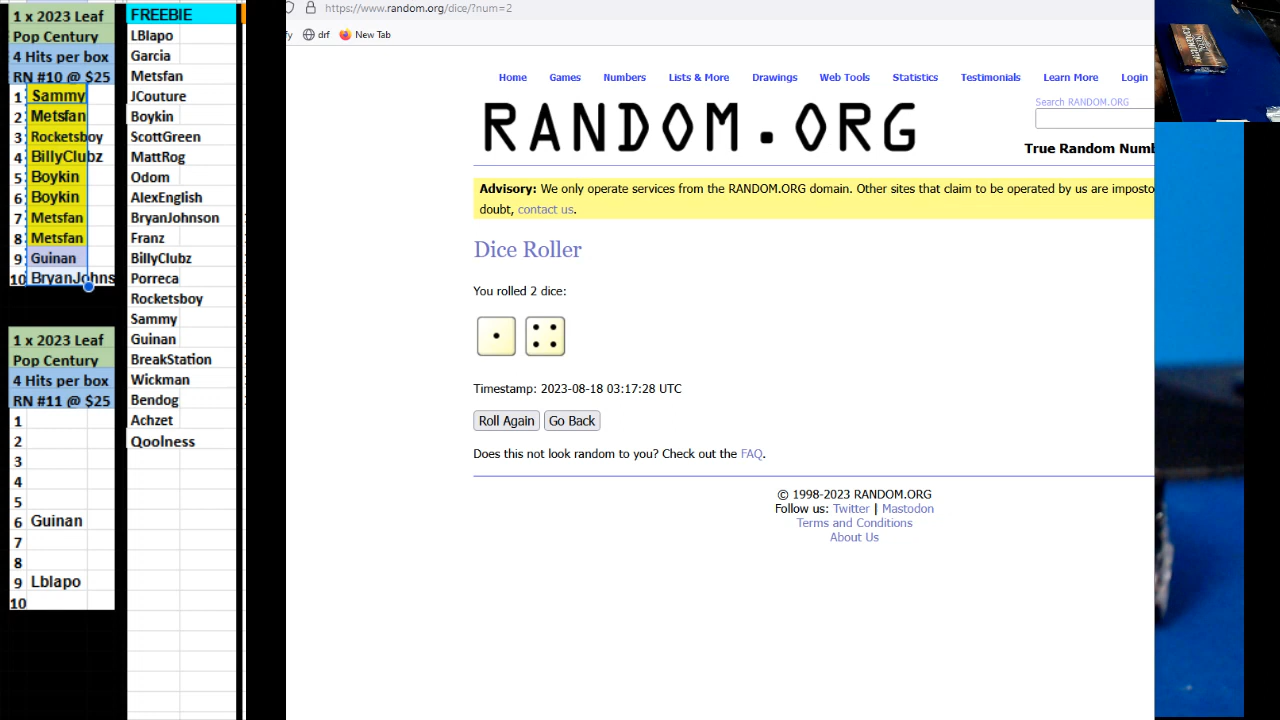 1 x 2023 Leaf
Pop Century
4 Hits per box
RN #10 @ $25
1 Sammy
2 Metsfan
3 Rocketsboy
4 BillyClubz
5 Boykin
6 Boykin
7 Metsfan
8 Metsfan
9 Guinan
10 BryanJohns
1 x 2023 Leaf
Pop Century
4 Hits per box
RN #11 @ $25
1
2
3
4
5
6 Guinan
7
8
9 Lblapo
10
FREEBIE
LBlapo
Garcia
Metsfan
JCouture
Boykin
ScottGreen
MattRog
Odom
AlexEnglish
BryanJohnson
Franz
BillyClubz
Porreca
Rocketsboy
Sammy
Guinan
BreakStation
Wickman
Bendog
Achzet
Qoolness
https://www.random.org/dice/?num=2
fy drf New Tab
Home Games Numbers Lists & More Drawings Web Tools Statistics Testimonials Learn More Login
RANDOM.ORG
Search RANDOM.ORG
True Random Numb
Advisory: We only operate services from the RANDOM.ORG domain. Other sites that claim to be operated by us are imposto
doubt, contact us.
Dice Roller
You rolled 2 dice:
Timestamp: 2023-08-18 03:17:28 UTC
Roll Again Go Back
Does this not look random to you? Check out the FAQ.
© 1998-2023 RANDOM.ORG
Follow us: Twitter | Mastodon
Terms and Conditions
About Us